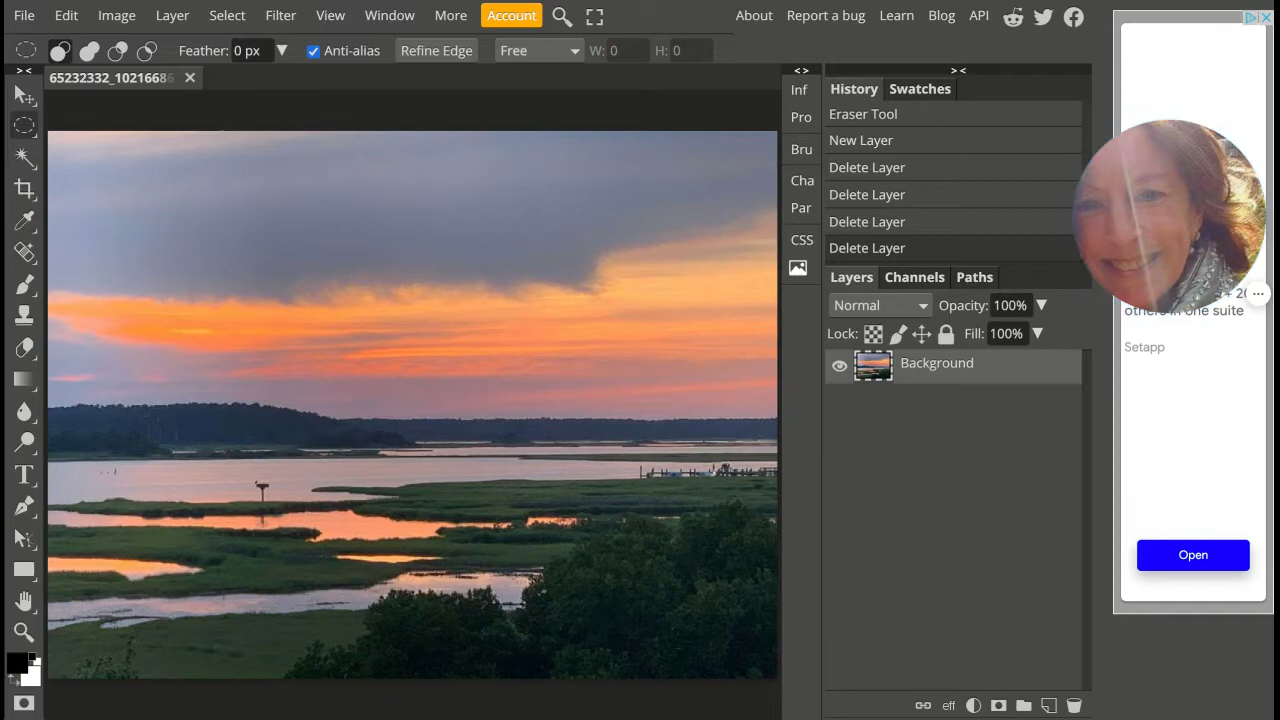 File Edit Image Layer Select Filter View Window More Account About Report a bug Learn Blog API
Feather: 0 px Anti-alias Refine Edge Free W: 0 H: 0
65232332_10216686
Inf
Pro
Bru
Cha
Par
CSS
History Swatches
Eraser Tool
New Layer
Delete Layer
Delete Layer
Delete Layer
Delete Layer
Layers Channels Paths
Normal Opacity: 100%
Lock: Fill: 100%
Background
eff
others in one suite
Setapp
Open